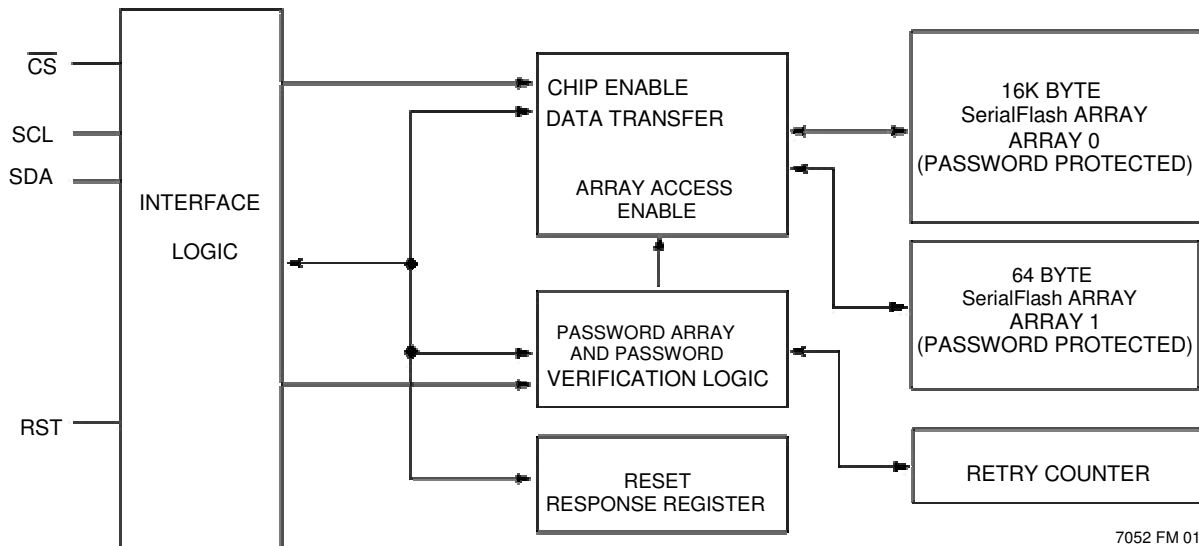 C̅S̅
SCL
SDA
RST
INTERFACE
LOGIC
CHIP ENABLE
DATA TRANSFER
ARRAY ACCESS
ENABLE
PASSWORD ARRAY
AND PASSWORD
VERIFICATION LOGIC
RESET
RESPONSE REGISTER
16K BYTE
SerialFlash ARRAY
ARRAY 0
(PASSWORD PROTECTED)
64 BYTE
SerialFlash ARRAY
ARRAY 1
(PASSWORD PROTECTED)
RETRY COUNTER
7052 FM 01